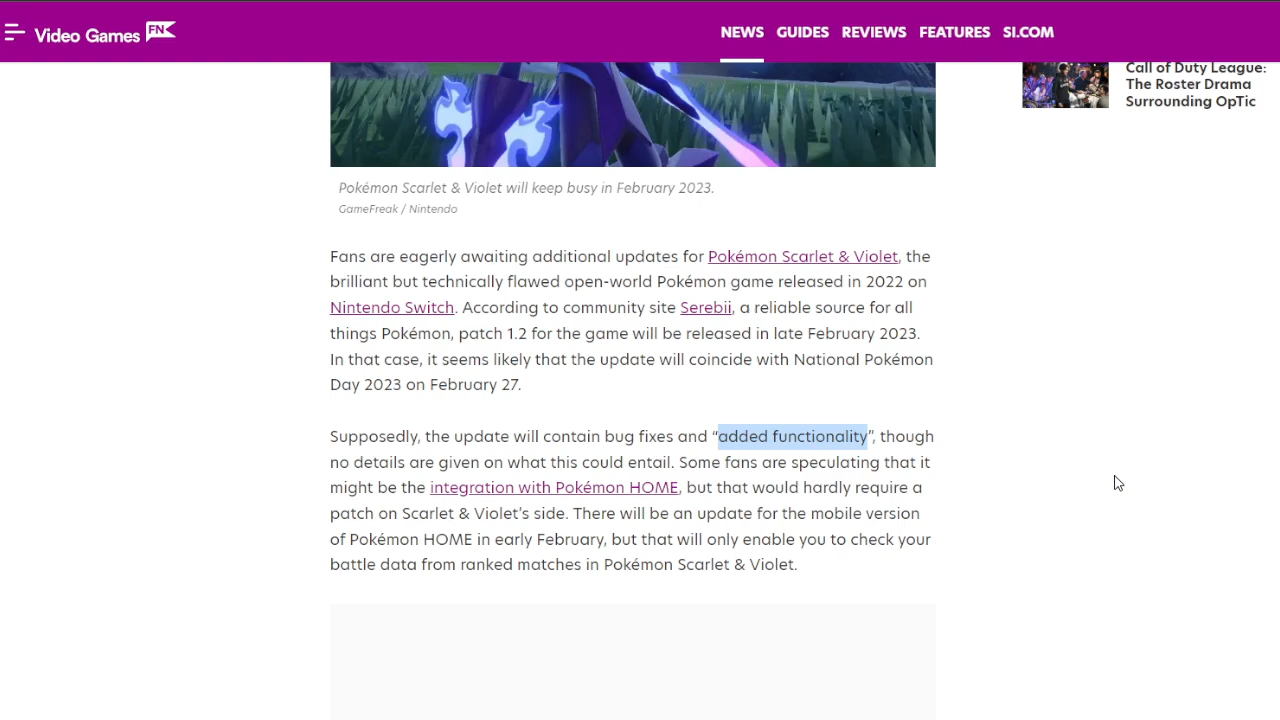 Video Games FN
NEWS GUIDES REVIEWS FEATURES SI.COM
Call of Duty League:
The Roster Drama
Surrounding OpTic
Pokémon Scarlet & Violet will keep busy in February 2023.
GameFreak / Nintendo
Fans are eagerly awaiting additional updates for Pokémon Scarlet & Violet, the
brilliant but technically flawed open-world Pokémon game released in 2022 on
Nintendo Switch. According to community site Serebii, a reliable source for all
things Pokémon, patch 1.2 for the game will be released in late February 2023.
In that case, it seems likely that the update will coincide with National Pokémon
Day 2023 on February 27.
Supposedly, the update will contain bug fixes and “added functionality”, though
no details are given on what this could entail. Some fans are speculating that it
might be the integration with Pokémon HOME, but that would hardly require a
patch on Scarlet & Violet’s side. There will be an update for the mobile version
of Pokémon HOME in early February, but that will only enable you to check your
battle data from ranked matches in Pokémon Scarlet & Violet.